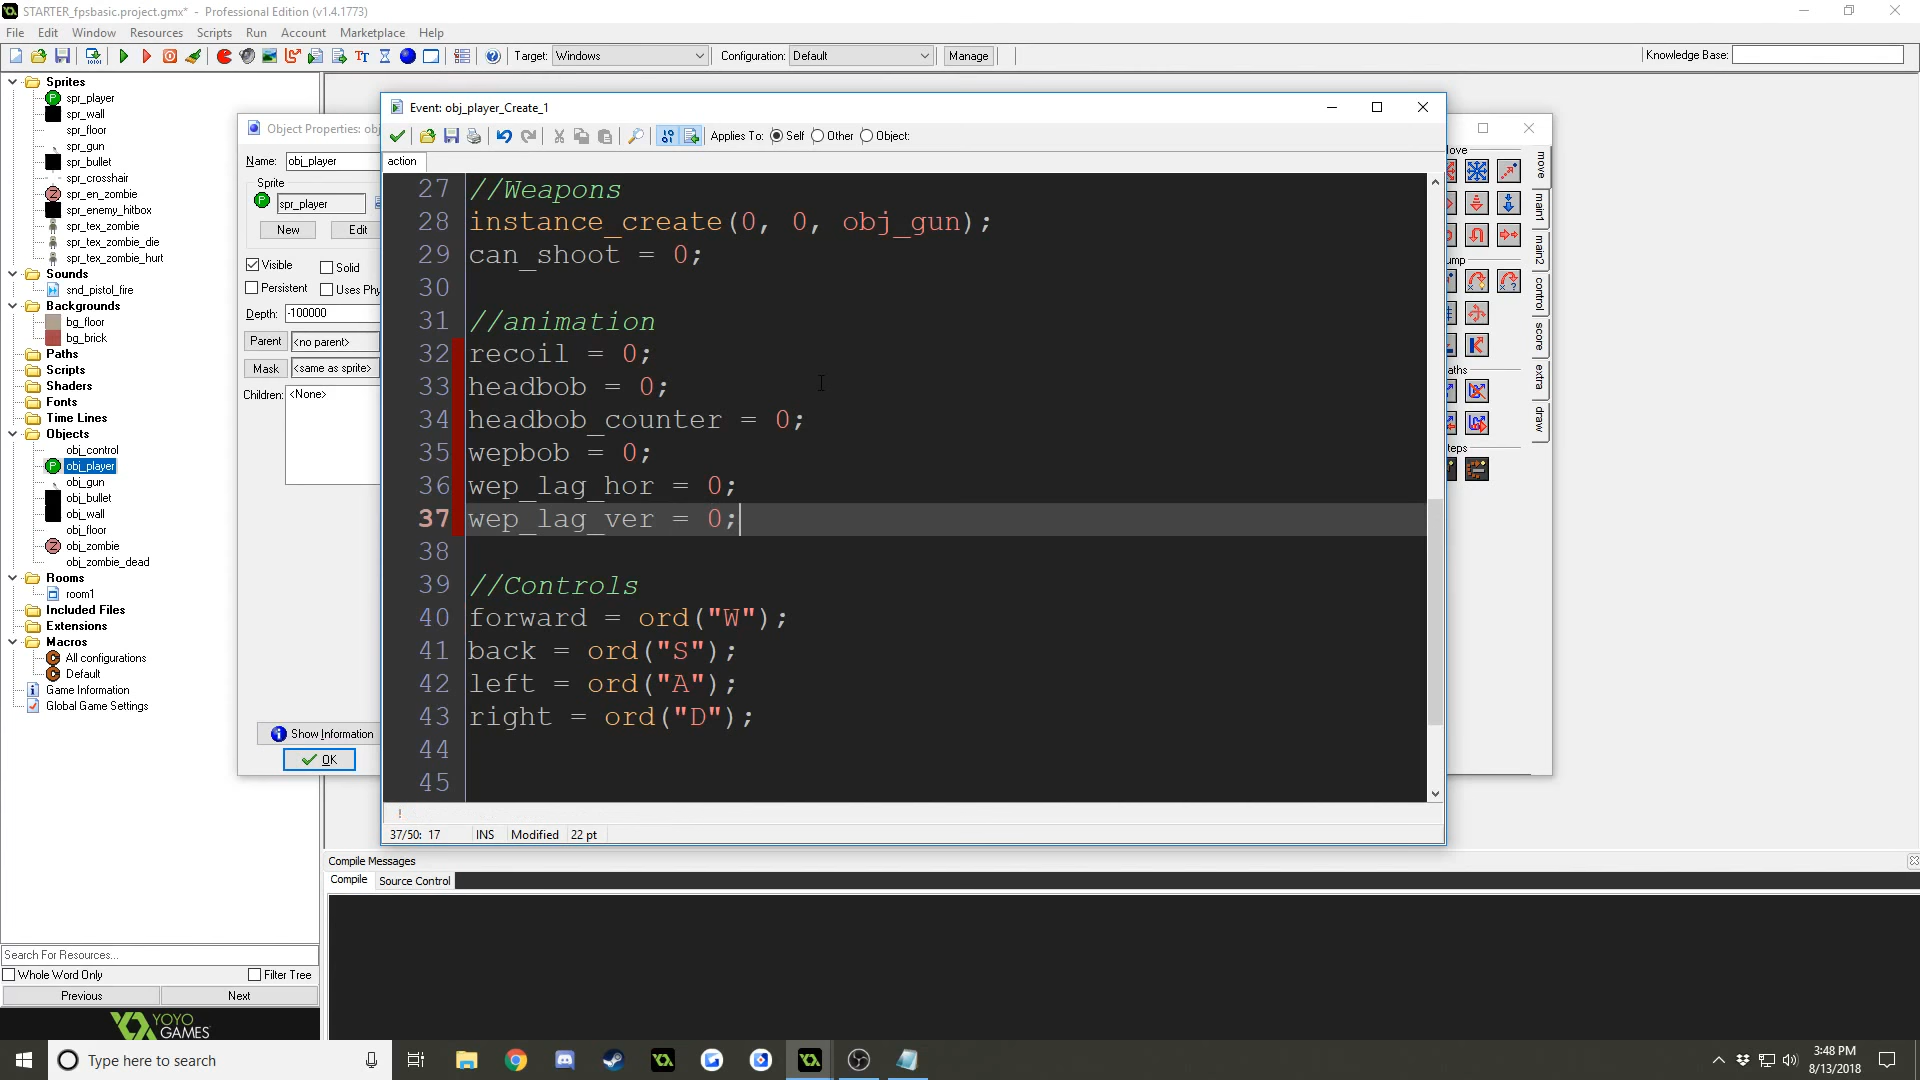 STARTER_fpsbasic.project.gmx* - Professional Edition (v1.4.1773)
File Edit Window Resources Scripts Run Account Marketplace Help
Target: Windows Configuration: Default Manage Knowledge Base:
Sprites
spr_player
spr_wall
spr_floor
spr_gun
spr_bullet
spr_crosshair
spr_en_zombie
spr_enemy_hitbox
spr_tex_zombie
spr_tex_zombie_die
spr_tex_zombie_hurt
Sounds
snd_pistol_fire
Backgrounds
bg_floor
bg_brick
Paths
Scripts
Shaders
Fonts
Time Lines
Objects
obj_control
obj_player
obj_gun
obj_bullet
obj_wall
obj_floor
obj_zombie
obj_zombie_dead
Rooms
room1
Included Files
Extensions
Macros
All configurations
Default
Game Information
Global Game Settings
Search For Resources...
Whole Word Only Filter Tree
Previous Next
YOYO
GAMES
Object Properties: obj
Name: obj_player
Sprite
spr_player
New Edit
Visible Solid
Persistent Uses Phy
Depth: -100000
Parent <no parent>
Mask <same as sprite>
Children: <None>
Show Information
OK
Event: obj_player_Create_1
Applies To: Self Other Object:
action
27 //Weapons
28 instance_create(0, 0, obj_gun);
29 can_shoot = 0;
30
31 //animation
32 recoil = 0;
33 headbob = 0;
34 headbob_counter = 0;
35 wepbob = 0;
36 wep_lag_hor = 0;
37 wep_lag_ver = 0;
38
39 //Controls
40 forward = ord("W");
41 back = ord("S");
42 left = ord("A");
43 right = ord("D");
44
45
!
37/50: 17 INS Modified 22 pt
ove
ump
aths
teps
move
main1
main2
control
score
extra
draw
Compile Messages
Compile Source Control
Type here to search
3:48 PM
8/13/2018